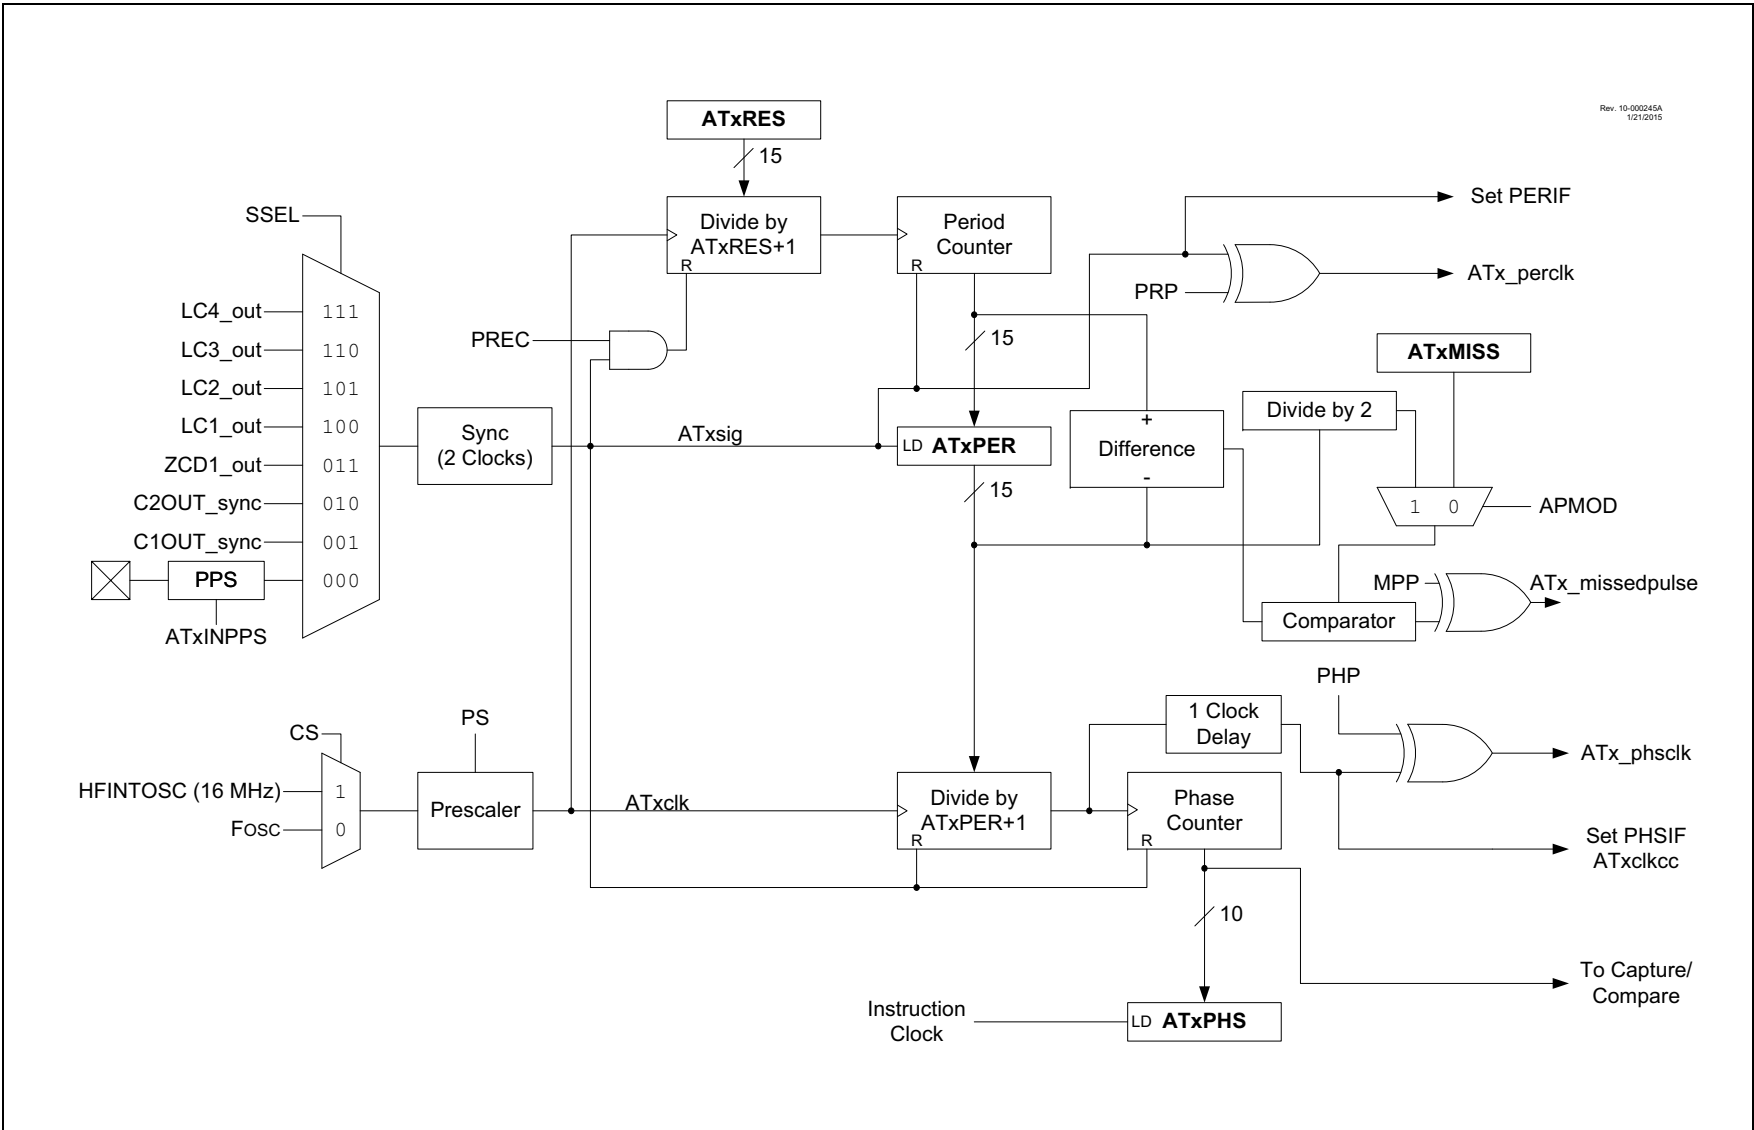 Rev. 10-000245A
1/21/2015
ATxRES
15
SSEL
Divide by
ATxRES+1
R
Period
Counter
R
Set PERIF
PRP
ATx_perclk
LC4_out
111
LC3_out
110
LC2_out
101
LC1_out
100
ZCD1_out
011
C2OUT_sync
010
C1OUT_sync
001
PPS
000
ATxINPPS
PREC
15
ATxMISS
Divide by 2
Sync
(2 Clocks)
ATxsig
LD ATxPER
+
Difference
-
15
1 0
APMOD
MPP
ATx_missedpulse
Comparator
PHP
CS
PS
1 Clock
Delay
ATx_phsclk
HFINTOSC (16 MHz)
1
FOSC
0
Prescaler
ATxclk
Divide by
ATxPER+1
R
Phase
Counter
R
Set PHSIF
ATxclkcc
10
To Capture/
Compare
Instruction
Clock
LD ATxPHS